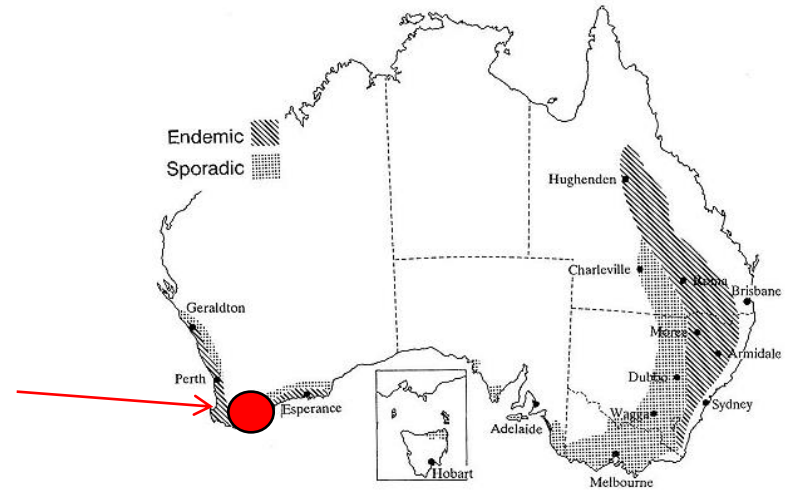 Endemic
Sporadic
Hughenden
Charleville
Roma
Brisbane
Geraldton
Moree
Armidale
Perth
Dubbo
Esperance
Wagga
Sydney
Adelaide
Hobart
Melbourne